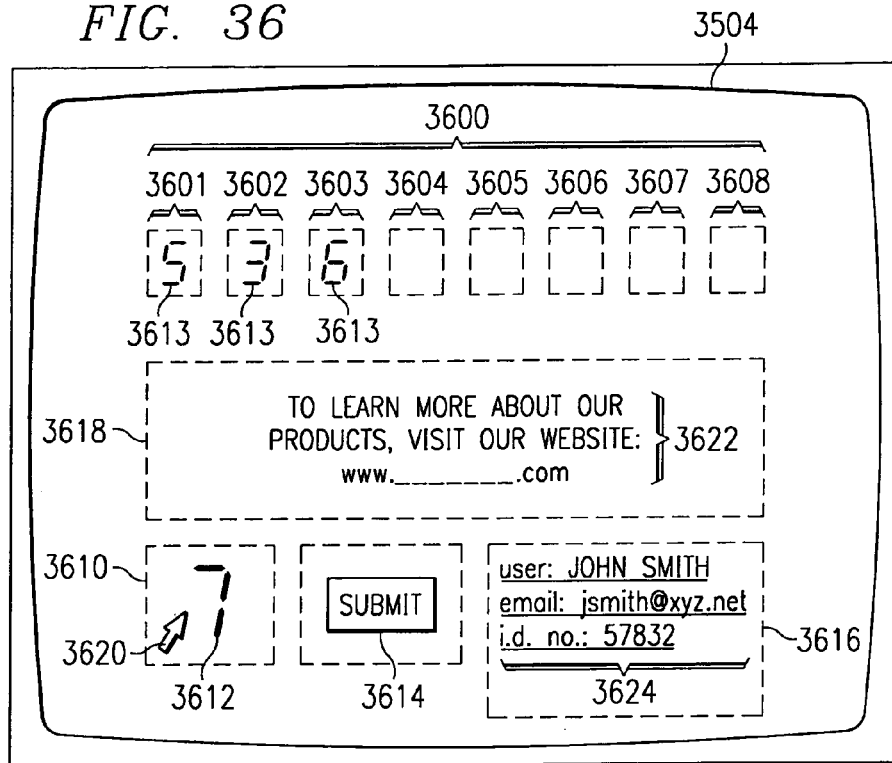 FIG. 36
3504
3600
3601 3602 3603 3604 3605 3606 3607 3608
5 3 6
3613 3613 3613
TO LEARN MORE ABOUT OUR
PRODUCTS, VISIT OUR WEBSITE:
www.________.com
3618
3622
3610
7
3620
3612
SUBMIT
3614
user: JOHN SMITH
email: jsmith@xyz.net
i.d. no.: 57832
3616
3624